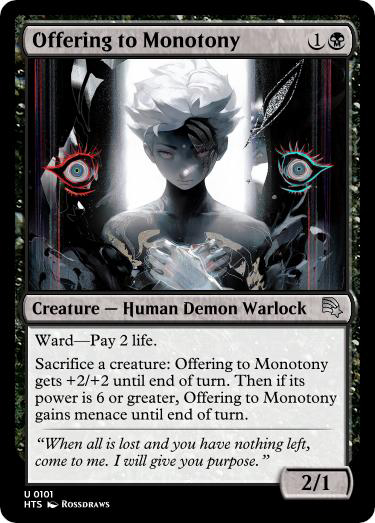 Offering to Monotony 1
Creature — Human Demon Warlock
Ward—Pay 2 life.
Sacrifice a creature: Offering to Monotony
gets +2/+2 until end of turn. Then if its
power is 6 or greater, Offering to Monotony
gains menace until end of turn.
“When all is lost and you have nothing left,
come to me. I will give you purpose.”
2/1
U 0101
HTS Rossdraws